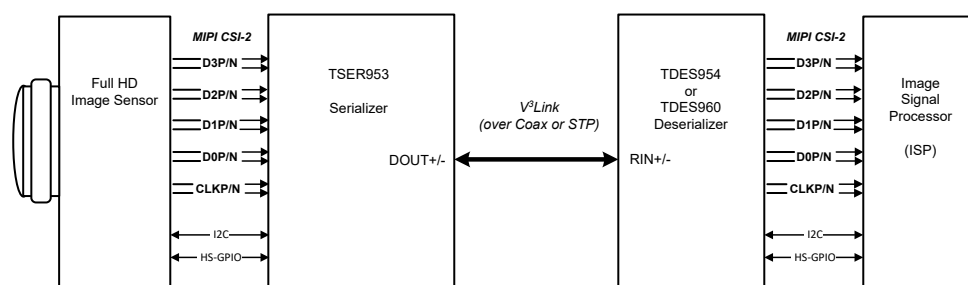 MIPI CSI-2
D3P/N
D2P/N
D1P/N
D0P/N
CLKP/N
I2C
HS-GPIO
Full HD
Image Sensor
TSER953
Serializer
DOUT+/-
V³Link
(over Coax or STP)
TDES954
or
TDES960
Deserializer
RIN+/-
MIPI CSI-2
D3P/N
D2P/N
D1P/N
D0P/N
CLKP/N
I2C
HS-GPIO
Image
Signal
Processor
(ISP)